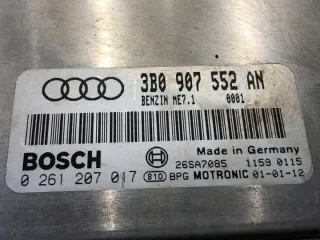 3B0 907 552 AN
BENZIN ME7.1 0001
Made in Germany
BOSCH 26SA7085 1159 0115
0 261 207 017 810 BPG MOTRONIC 01-01-12